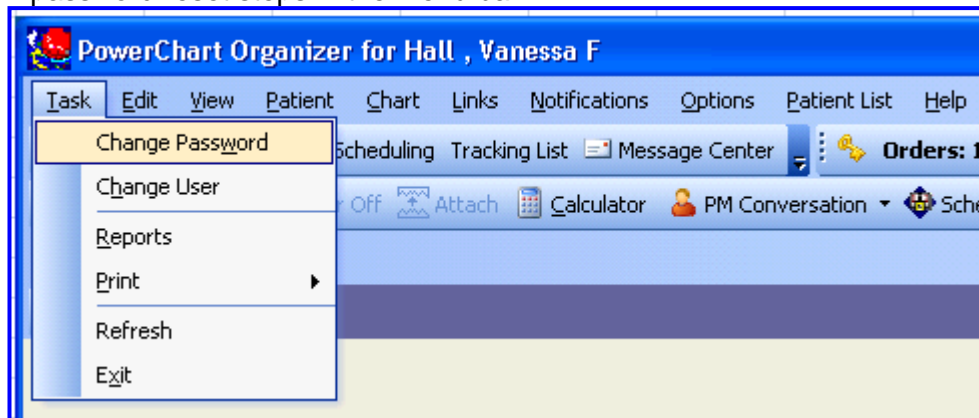 PowerChart Organizer for Hall , Vanessa F
Task Edit View Patient Chart Links Notifications Options Patient List Help
Change Password Scheduling Tracking List Message Center Orders: 1
Change User Off Attach Calculator PM Conversation
Reports
Print
Refresh
Exit